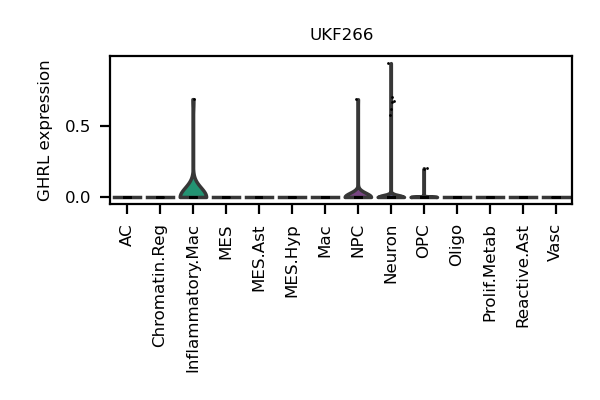 UKF266
GHRL expression
0.5
0.0
AC
Chromatin.Reg
Inflammatory.Mac
MES
MES.Ast
MES.Hyp
Mac
NPC
Neuron
OPC
Oligo
Prolif.Metab
Reactive.Ast
Vasc